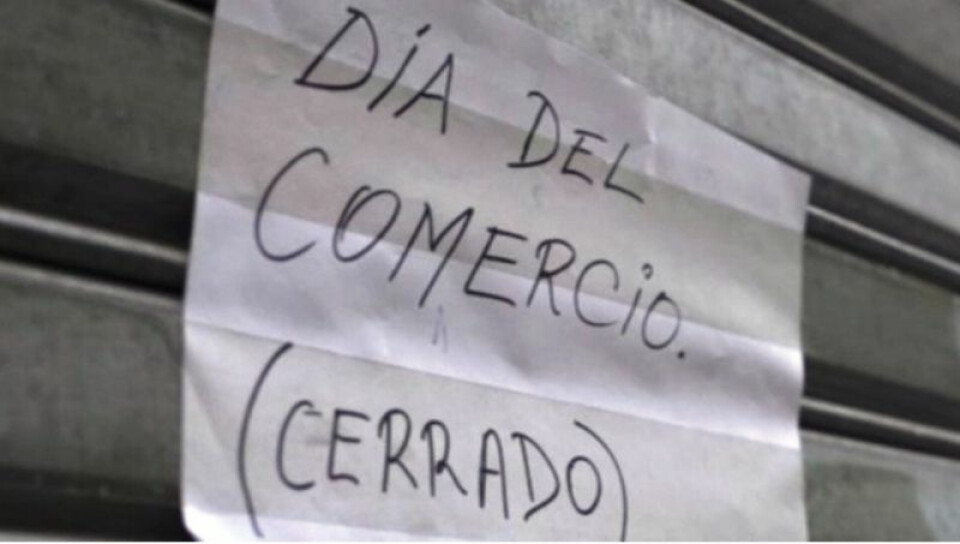 DÍA DEL
COMERCIO.
(CERRADO)